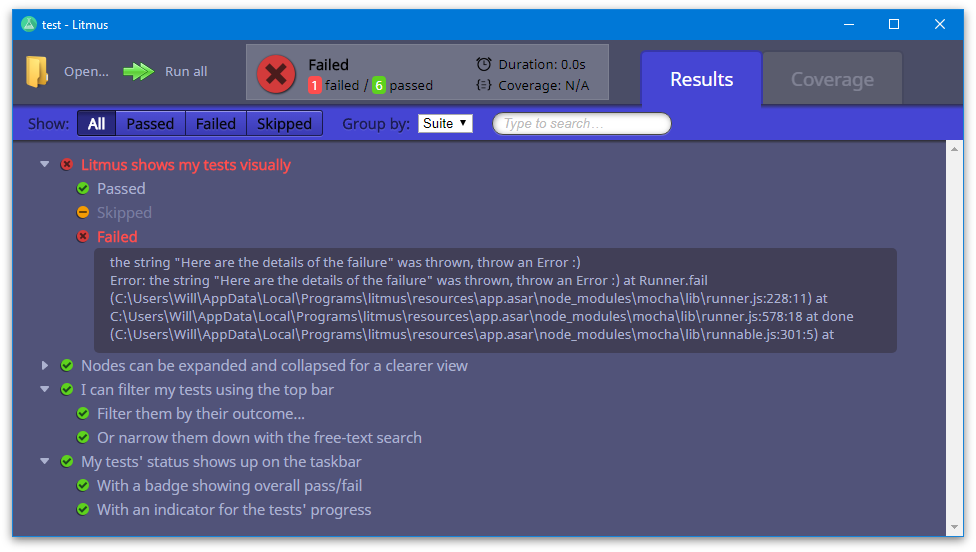 test - Litmus
Open...
Run all
Failed
1 failed / 6 passed
Duration: 0.0s
Coverage: N/A
Results
Coverage
Show: All Passed Failed Skipped Group by: Suite Type to search...
Litmus shows my tests visually
Passed
Skipped
Failed
the string "Here are the details of the failure" was thrown, throw an Error :)
Error: the string "Here are the details of the failure" was thrown, throw an Error :) at Runner.fail
(C:\Users\Will\AppData\Local\Programs\litmus\resources\app.asar\node_modules\mocha\lib\runner.js:228:11) at
C:\Users\Will\AppData\Local\Programs\litmus\resources\app.asar\node_modules\mocha\lib\runner.js:578:18 at done
(C:\Users\Will\AppData\Local\Programs\litmus\resources\app.asar\node_modules\mocha\lib\runnable.js:301:5) at
Nodes can be expanded and collapsed for a clearer view
I can filter my tests using the top bar
Filter them by their outcome...
Or narrow them down with the free-text search
My tests' status shows up on the taskbar
With a badge showing overall pass/fail
With an indicator for the tests' progress